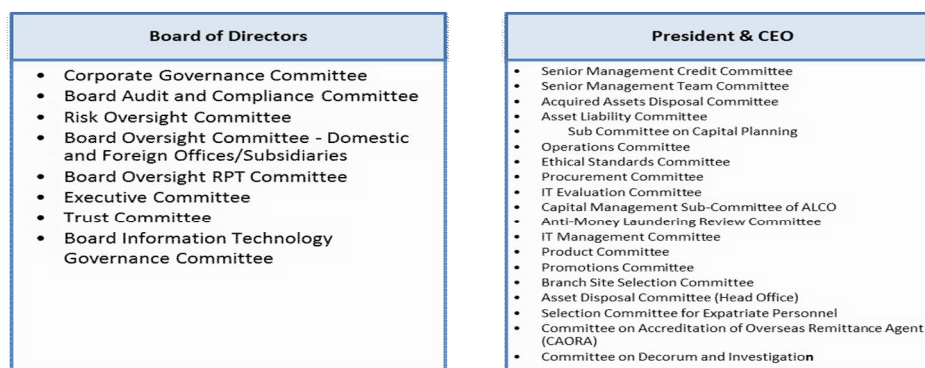 Board of Directors
• Corporate Governance Committee
• Board Audit and Compliance Committee
• Risk Oversight Committee
• Board Oversight Committee - Domestic
and Foreign Offices/Subsidiaries
• Board Oversight RPT Committee
• Executive Committee
• Trust Committee
• Board Information Technology
Governance Committee
President & CEO
• Senior Management Credit Committee
• Senior Management Team Committee
• Acquired Assets Disposal Committee
• Asset Liability Committee
• Sub Committee on Capital Planning
• Operations Committee
• Ethical Standards Committee
• Procurement Committee
• IT Evaluation Committee
• Capital Management Sub-Committee of ALCO
• Anti-Money Laundering Review Committee
• IT Management Committee
• Product Committee
• Promotions Committee
• Branch Site Selection Committee
• Asset Disposal Committee (Head Office)
• Selection Committee for Expatriate Personnel
• Committee on Accreditation of Overseas Remittance Agent
(CAORA)
• Committee on Decorum and Investigation